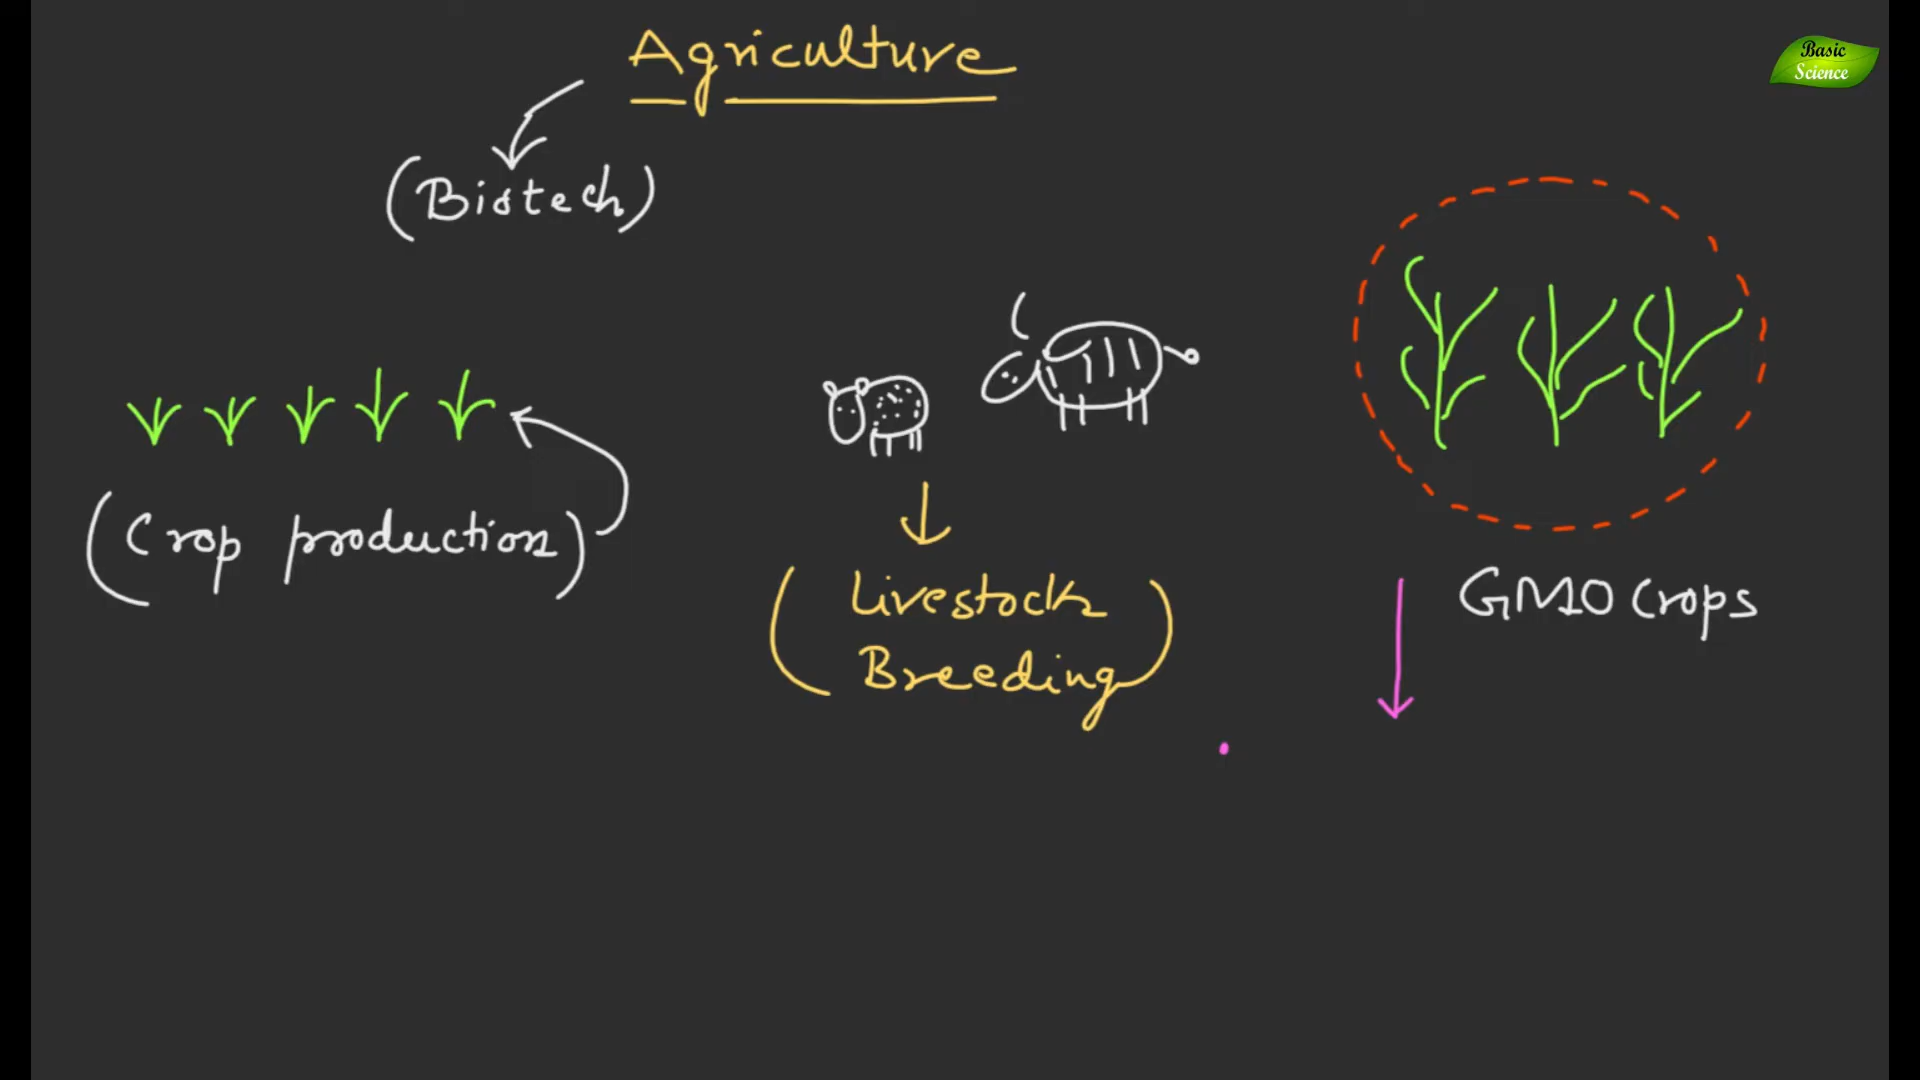 Agriculture
Basic
Science
(Biotech)
(Crop production)
(Livestock
Breeding)
GMO Crops